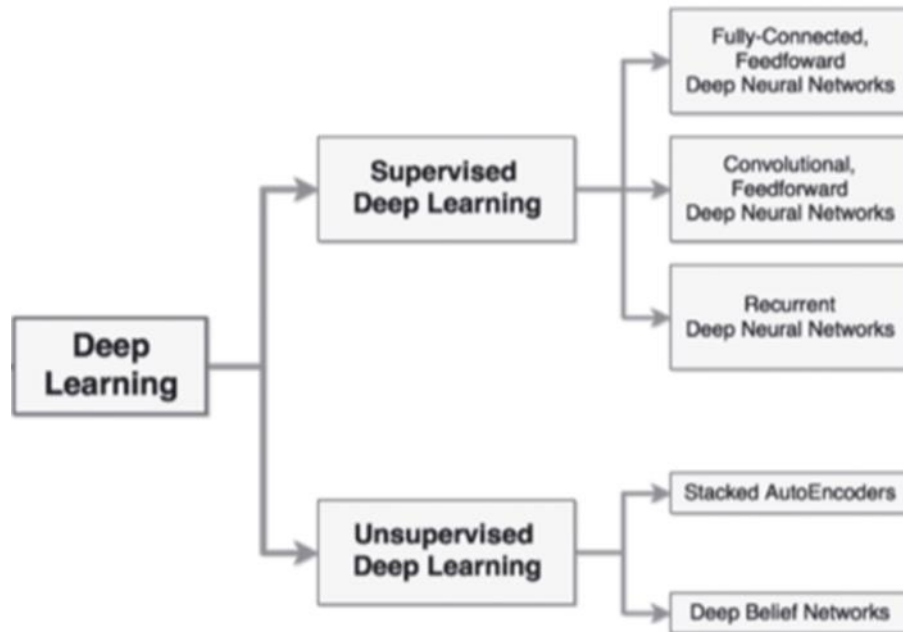 Fully-Connected,
Feedfoward
Deep Neural Networks
Supervised
Deep Learning
Convolutional,
Feedforward
Deep Neural Networks
Recurrent
Deep Neural Networks
Deep
Learning
Unsupervised
Deep Learning
Stacked AutoEncoders
Deep Belief Networks